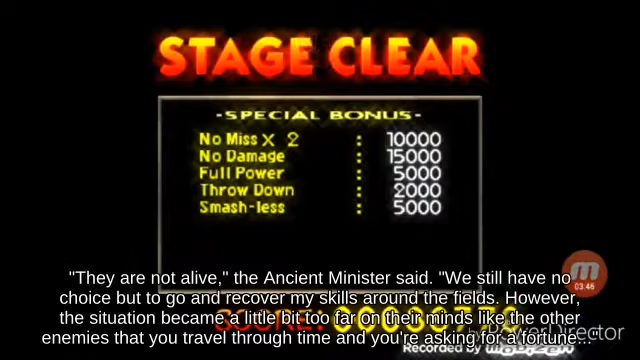 STAGE CLEAR
-SPECIAL BONUS-
No Miss x 2 : 10000
No Damage : 15000
Full Power : 5000
Throw Down : 2000
Smash-less : 5000
03:46
"They are not alive," the Ancient Minister said. "We still have no
choice but to go and recover my skills around the fields. However,
the situation became a little bit too far on their minds like the other
enemies that you travel through time and you're asking for a fortune...
SCORE:
PowerDirector
Recorded by